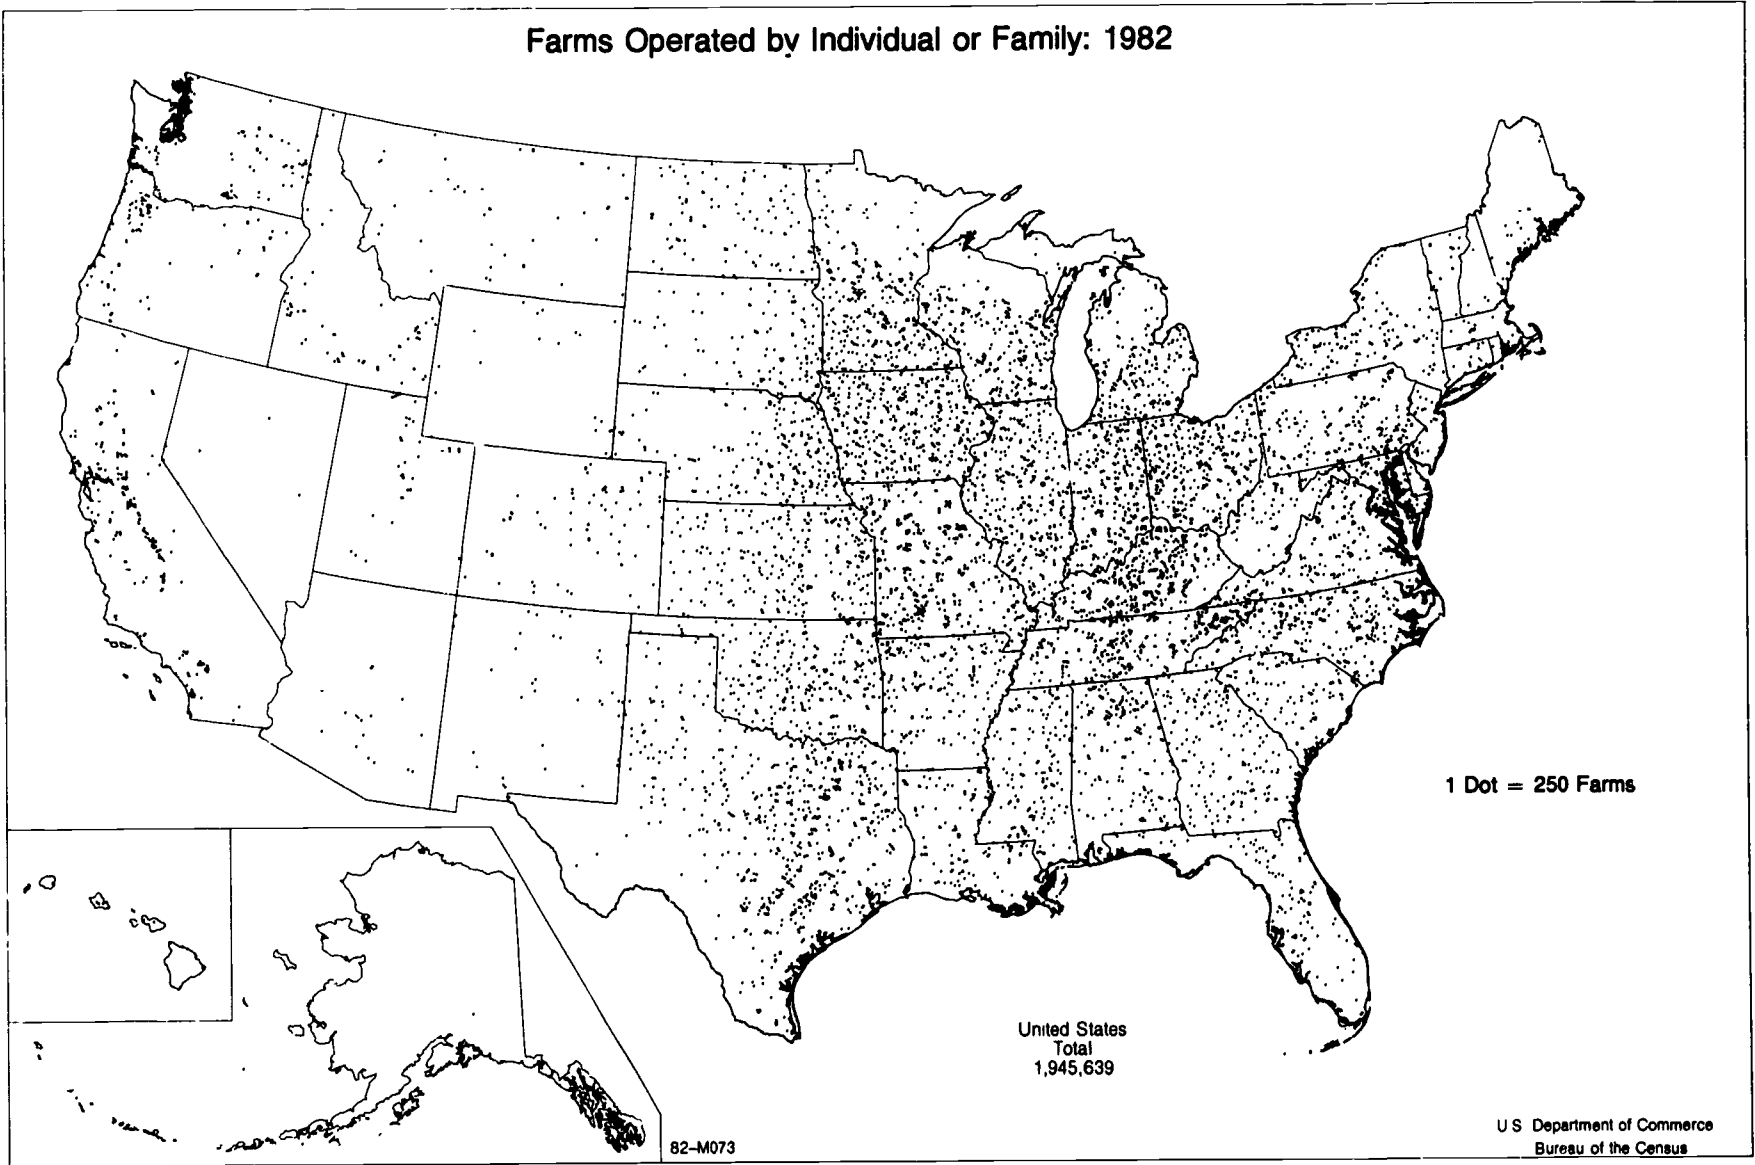 Farms Operated by Individual or Family: 1982
1 Dot = 250 Farms
United States
Total
1,945,639
82-M073
U S Department of Commerce
Bureau of the Census